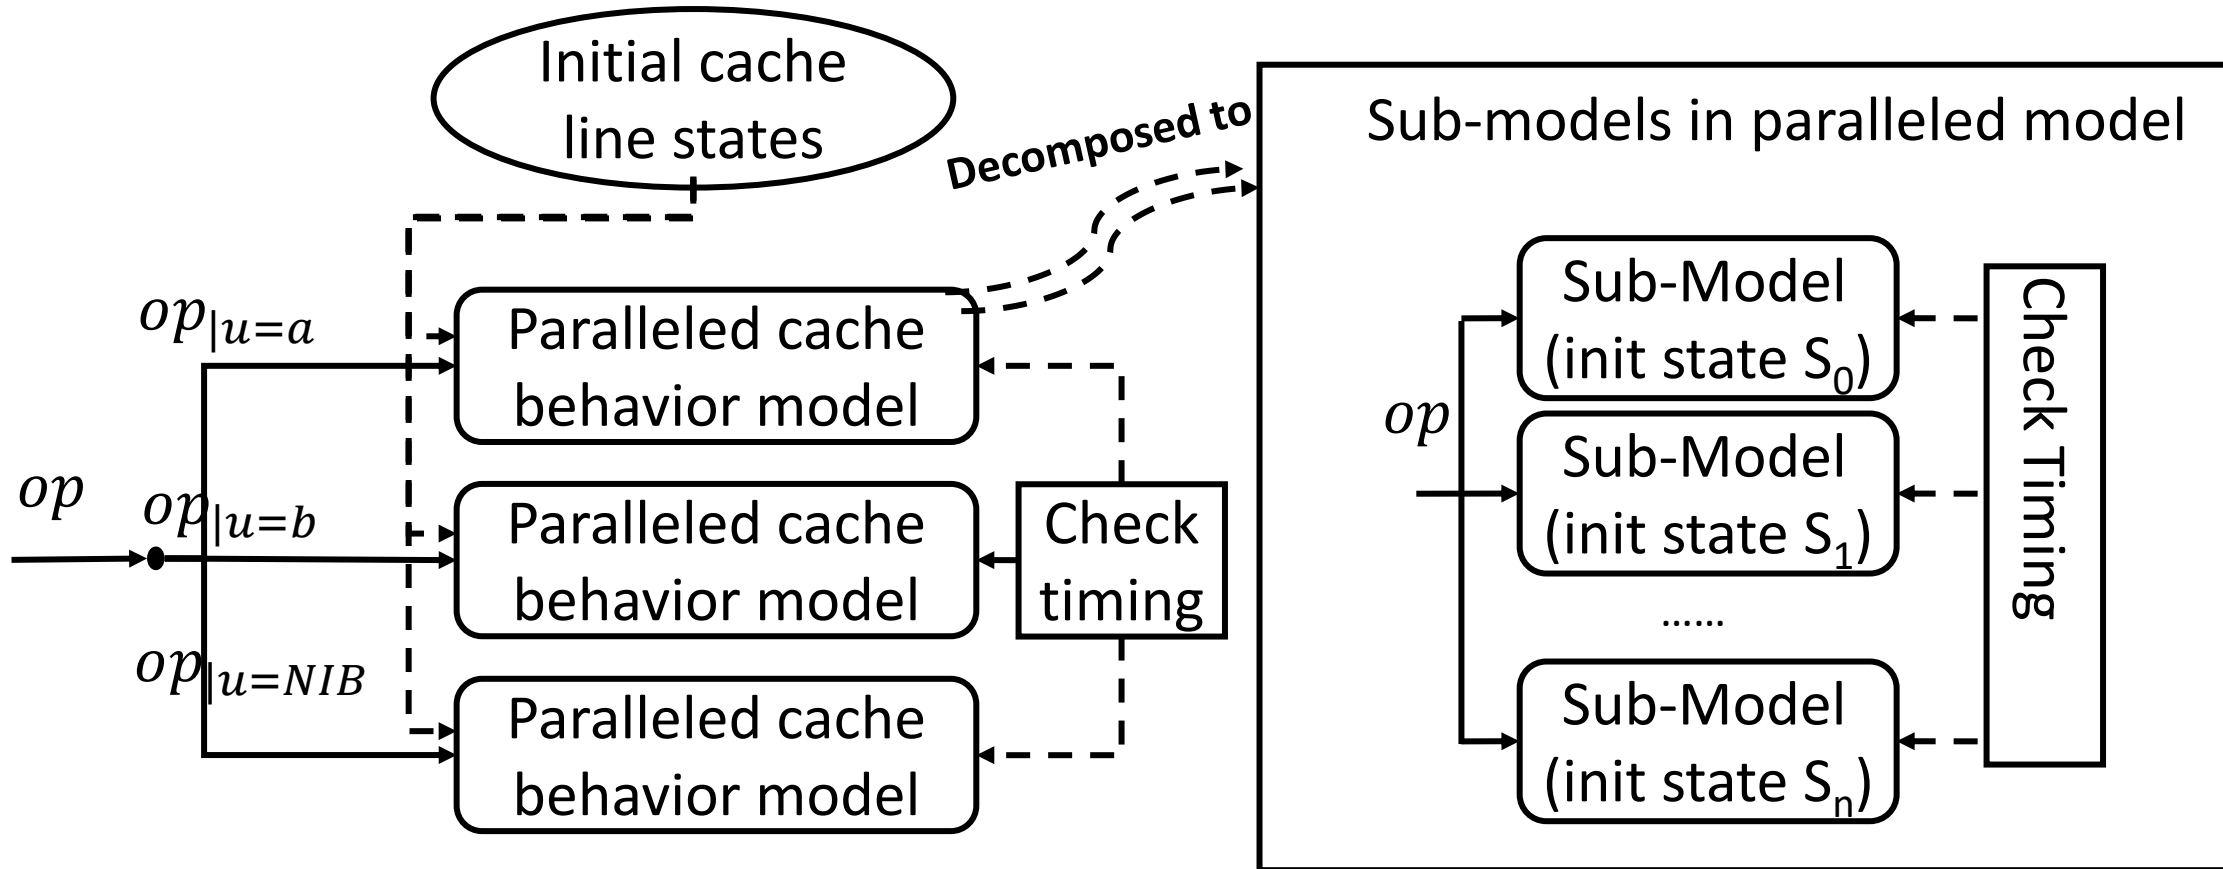 Initial cache
line states
Decomposed to
op|u=a
Paralleled cache
behavior model
op
op|u=b
Paralleled cache
behavior model
Check
timing
op|u=NIB
Paralleled cache
behavior model
Sub-models in paralleled model
Sub-Model
(init state S0)
op
Sub-Model
(init state S1)
......
Sub-Model
(init state Sn)
Check Timing